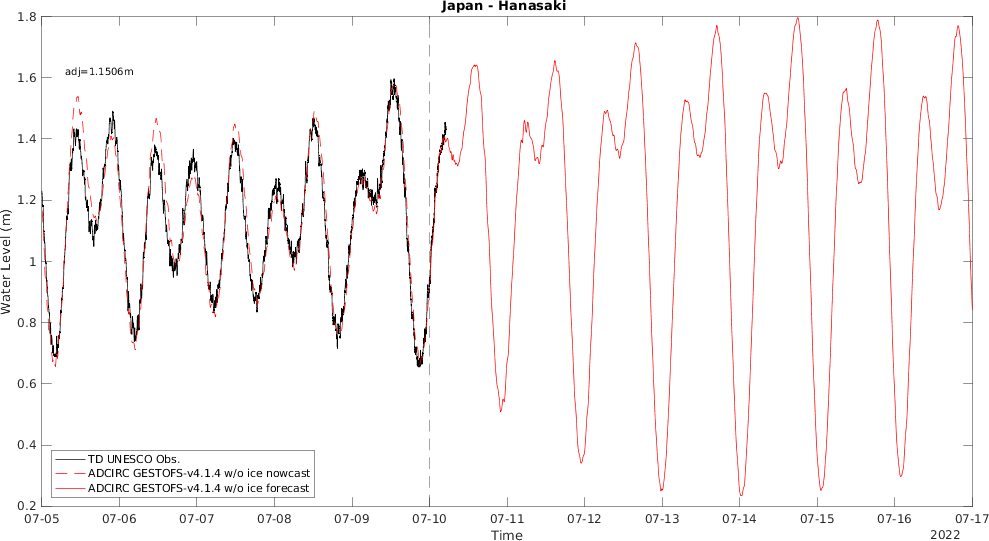 Japan - Hanasaki
1.8
1.6
1.4
1.2
1
0.8
0.6
0.4
0.2
Water Level (m)
adj=1.1506m
TD UNESCO Obs.
ADCIRC GESTOFS-v4.1.4 w/o ice nowcast
ADCIRC GESTOFS-v4.1.4 w/o ice forecast
07-05 07-06 07-07 07-08 07-09 07-10 07-11 07-12 07-13 07-14 07-15 07-16 07-17
Time
2022